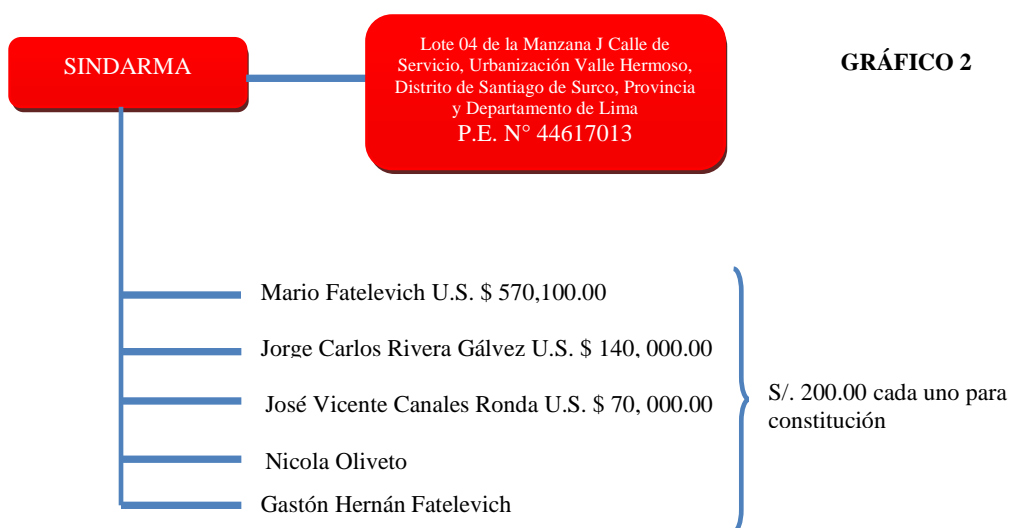 SINDARMA
Lote 04 de la Manzana J Calle de
Servicio, Urbanización Valle Hermoso,
Distrito de Santiago de Surco, Provincia
y Departamento de Lima
P.E. N° 44617013
GRÁFICO 2
Mario Fatelevich U.S. $ 570,100.00
Jorge Carlos Rivera Gálvez U.S. $ 140, 000.00
José Vicente Canales Ronda U.S. $ 70, 000.00
Nicola Oliveto
Gastón Hernán Fatelevich
S/. 200.00 cada uno para
constitución